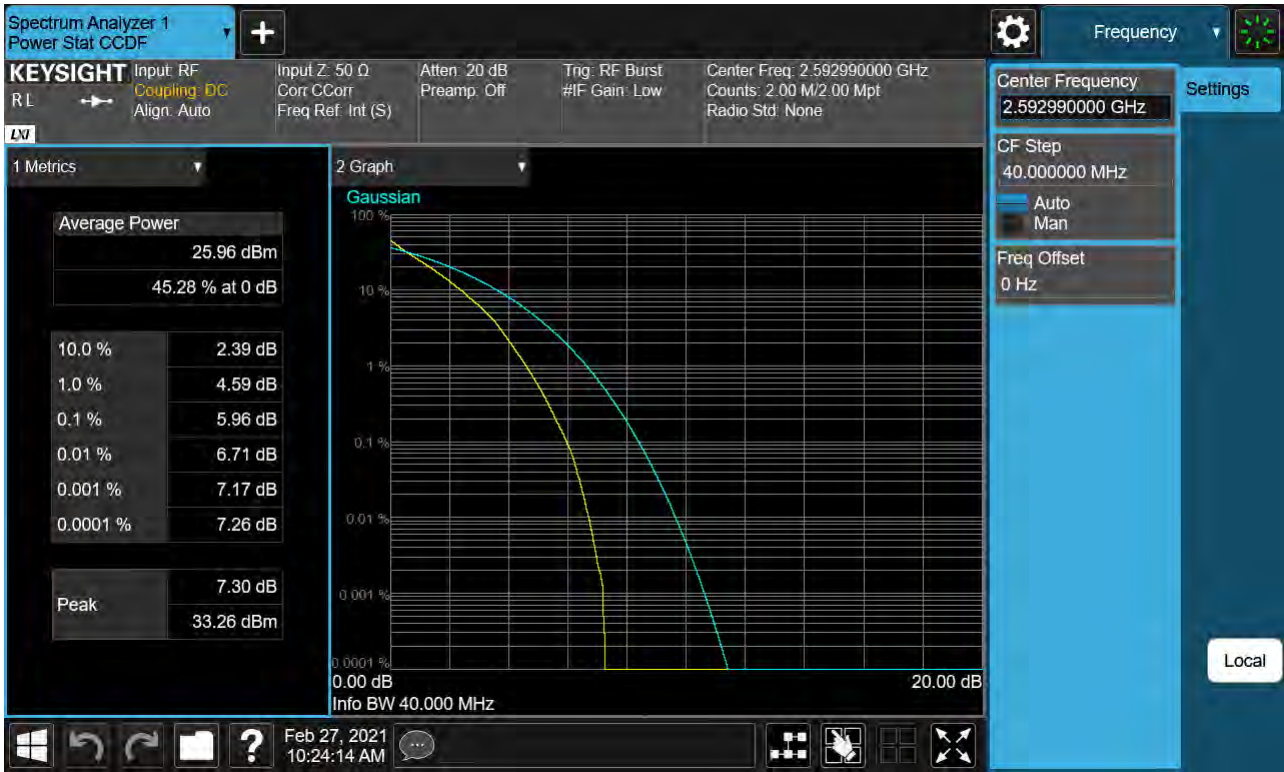 Spectrum Analyzer 1
Power Stat CCDF
+
Frequency
KEYSIGHT
RL
LXI
Input: RF
Coupling: DC
Align: Auto
Input Z: 50 Ω
Corr CCorr
Freq Ref: Int (S)
Atten: 20 dB
Preamp: Off
Trig: RF Burst
#IF Gain: Low
Center Freq: 2.592990000 GHz
Counts: 2.00 M/2.00 Mpt
Radio Std: None
Center Frequency
2.592990000 GHz
Settings
CF Step
40.000000 MHz
Auto
Man
Freq Offset
0 Hz
1 Metrics
Average Power
25.96 dBm
45.28 % at 0 dB
10.0 % 2.39 dB
1.0 % 4.59 dB
0.1 % 5.96 dB
0.01 % 6.71 dB
0.001 % 7.17 dB
0.0001 % 7.26 dB
Peak 7.30 dB
33.26 dBm
2 Graph
Gaussian
100 %
10 %
1 %
0.1 %
0.01 %
0.001 %
0.0001 %
0.00 dB 20.00 dB
Info BW 40.000 MHz
Local
?
Feb 27, 2021
10:24:14 AM